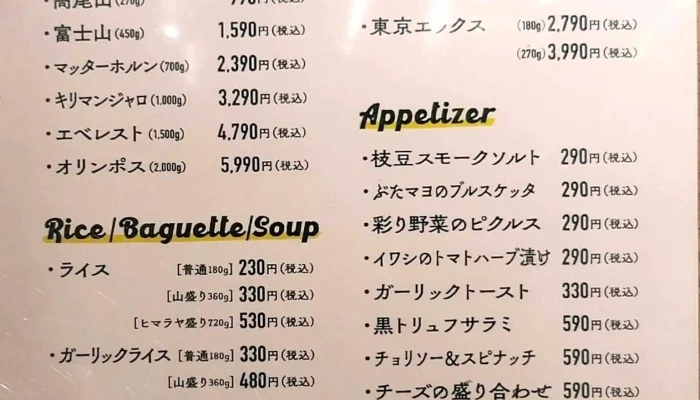 ・高尾山(270g) 990円(税込)
・富士山(450g) 1,590円(税込)
・マッターホルン(700g) 2,390円(税込)
・キリマンジャロ(1,000g) 3,290円(税込)
・エベレスト(1,500g) 4,790円(税込)
・オリンポス(2,000g) 5,990円(税込)
Rice/Baguette/Soup
・ライス [普通180g] 230円(税込)
[山盛り360g] 330円(税込)
[ヒマラヤ盛り720g] 530円(税込)
・ガーリックライス [普通180g] 330円(税込)
[山盛り360g] 480円(税込)
・東京エックス (180g) 2,790円(税込)
(270g) 3,990円(税込)
Appetizer
・枝豆スモークソルト 290円(税込)
・ぶたマヨのブルスケッタ 290円(税込)
・彩り野菜のピクルス 290円(税込)
・イワシのトマトハーブ漬け 290円(税込)
・ガーリックトースト 330円(税込)
・黒トリュフサラミ 590円(税込)
・チョリソー&スピナッチ 590円(税込)
・チーズの盛り合わせ 590円(税込)